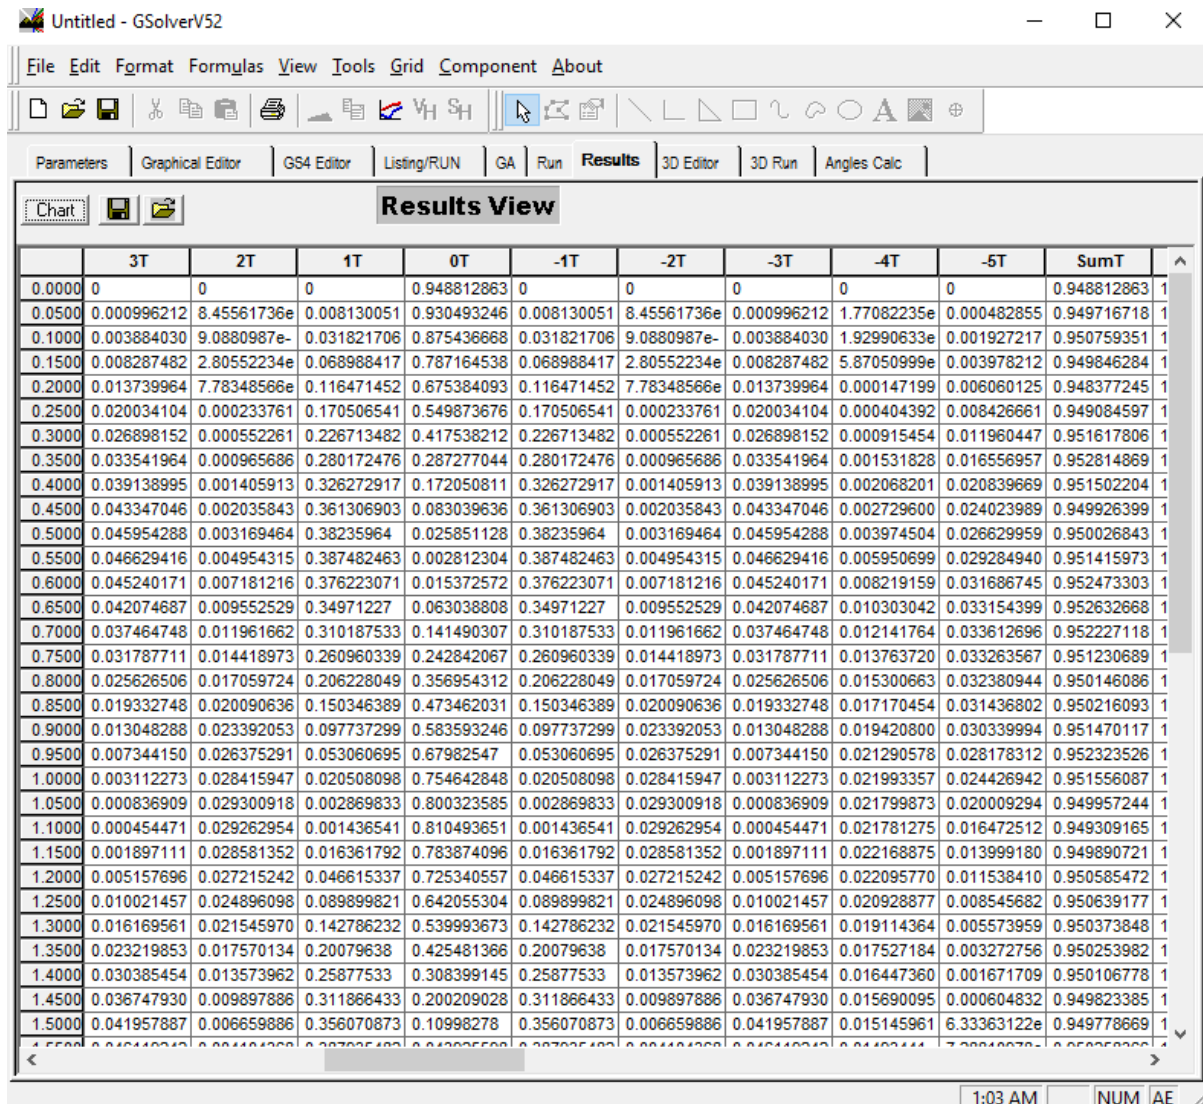 Untitled - GSolverV52
File Edit Format Formulas View Tools Grid Component About
Parameters Graphical Editor GS4 Editor Listing/RUN GA Run Results 3D Editor 3D Run Angles Calc
Chart Results View
3T 2T 1T 0T -1T -2T -3T -4T -5T SumT
0.0000 0 0 0 0.948812863 0 0 0 0 0 0.948812863 1
0.0500 0.000996212 8.45561736e 0.008130051 0.930493246 0.008130051 8.45561736e 0.000996212 1.77082235e 0.000482855 0.949716718 1
0.1000 0.003884030 9.0880987e- 0.031821706 0.875436668 0.031821706 9.0880987e- 0.003884030 1.92990633e 0.001927217 0.950759351 1
0.1500 0.008287482 2.80552234e 0.068988417 0.787164538 0.068988417 2.80552234e 0.008287482 5.87050999e 0.003978212 0.949846284 1
0.2000 0.013739964 7.78348566e 0.116471452 0.675384093 0.116471452 7.78348566e 0.013739964 0.000147199 0.006060125 0.948377245 1
0.2500 0.020034104 0.000233761 0.170506541 0.549873676 0.170506541 0.000233761 0.020034104 0.000404392 0.008426661 0.949084597 1
0.3000 0.026898152 0.000552261 0.226713482 0.417538212 0.226713482 0.000552261 0.026898152 0.000915454 0.011960447 0.951617806 1
0.3500 0.033541964 0.000965686 0.280172476 0.287277044 0.280172476 0.000965686 0.033541964 0.001531828 0.016556957 0.952814869 1
0.4000 0.039138995 0.001405913 0.326272917 0.172050811 0.326272917 0.001405913 0.039138995 0.002068201 0.020839669 0.951502204 1
0.4500 0.043347046 0.002035843 0.361306903 0.083039636 0.361306903 0.002035843 0.043347046 0.002729600 0.024023989 0.949926399 1
0.5000 0.045954288 0.003169464 0.38235964 0.025851128 0.38235964 0.003169464 0.045954288 0.003974504 0.026629959 0.950026843 1
0.5500 0.046629416 0.004954315 0.387482463 0.002812304 0.387482463 0.004954315 0.046629416 0.005950699 0.029284940 0.951415973 1
0.6000 0.045240171 0.007181216 0.376223071 0.015372572 0.376223071 0.007181216 0.045240171 0.008219159 0.031686745 0.952473303 1
0.6500 0.042074687 0.009552529 0.34971227 0.063038808 0.34971227 0.009552529 0.042074687 0.010303042 0.033154399 0.952632668 1
0.7000 0.037464748 0.011961662 0.310187533 0.141490307 0.310187533 0.011961662 0.037464748 0.012141764 0.033612696 0.952227118 1
0.7500 0.031787711 0.014418973 0.260960339 0.242842067 0.260960339 0.014418973 0.031787711 0.013763720 0.033263567 0.951230689 1
0.8000 0.025626506 0.017059724 0.206228049 0.356954312 0.206228049 0.017059724 0.025626506 0.015300663 0.032380944 0.950146086 1
0.8500 0.019332748 0.020090636 0.150346389 0.473462031 0.150346389 0.020090636 0.019332748 0.017170454 0.031436802 0.950216093 1
0.9000 0.013048288 0.023392053 0.097737299 0.583593246 0.097737299 0.023392053 0.013048288 0.019420800 0.030339994 0.951470117 1
0.9500 0.007344150 0.026375291 0.053060695 0.67982547 0.053060695 0.026375291 0.007344150 0.021290578 0.028178312 0.952323526 1
1.0000 0.003112273 0.028415947 0.020508098 0.754642848 0.020508098 0.028415947 0.003112273 0.021993357 0.024426942 0.951556087 1
1.0500 0.000836909 0.029300918 0.002869833 0.800323585 0.002869833 0.029300918 0.000836909 0.021799873 0.020009294 0.949957244 1
1.1000 0.000454471 0.029262954 0.001436541 0.810493651 0.001436541 0.029262954 0.000454471 0.021781275 0.016472512 0.949309165 1
1.1500 0.001897111 0.028581352 0.016361792 0.783874096 0.016361792 0.028581352 0.001897111 0.022168875 0.013999180 0.949890721 1
1.2000 0.005157696 0.027215242 0.046615337 0.725340557 0.046615337 0.027215242 0.005157696 0.022095770 0.011538410 0.950585472 1
1.2500 0.010021457 0.024896098 0.089899821 0.642055304 0.089899821 0.024896098 0.010021457 0.020928877 0.008545682 0.950639177 1
1.3000 0.016169561 0.021545970 0.142786232 0.539993673 0.142786232 0.021545970 0.016169561 0.019114364 0.005573959 0.950373848 1
1.3500 0.023219853 0.017570134 0.20079638 0.425481366 0.20079638 0.017570134 0.023219853 0.017527184 0.003272756 0.950253982 1
1.4000 0.030385454 0.013573962 0.25877533 0.308399145 0.25877533 0.013573962 0.030385454 0.016447360 0.001671709 0.950106778 1
1.4500 0.036747930 0.009897886 0.311866433 0.200209028 0.311866433 0.009897886 0.036747930 0.015690095 0.000604832 0.949823385 1
1.5000 0.041957887 0.006659886 0.356070873 0.10998278 0.356070873 0.006659886 0.041957887 0.015145961 6.33363122e 0.949778669 1
1:03 AM NUM AE